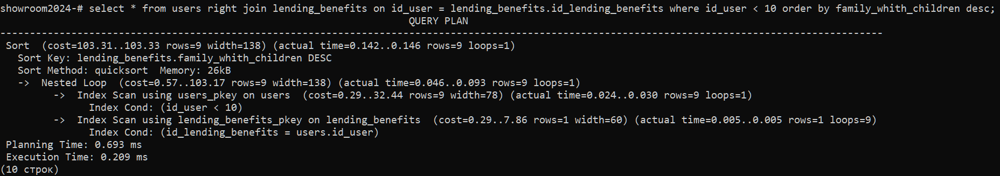 showroom2024-# select * from users right join lending_benefits on id_user = lending_benefits.id_lending_benefits where id_user < 10 order by family_whith_children desc;
QUERY PLAN
-----------------------------------------------------------------------------------------------------------------------------------------------------
Sort  (cost=103.31..103.33 rows=9 width=138) (actual time=0.142..0.146 rows=9 loops=1)
Sort Key: lending_benefits.family_whith_children DESC
Sort Method: quicksort  Memory: 26kB
->  Nested Loop  (cost=0.57..103.17 rows=9 width=138) (actual time=0.046..0.093 rows=9 loops=1)
->  Index Scan using users_pkey on users  (cost=0.29..32.44 rows=9 width=78) (actual time=0.024..0.030 rows=9 loops=1)
Index Cond: (id_user < 10)
->  Index Scan using lending_benefits_pkey on lending_benefits  (cost=0.29..7.86 rows=1 width=60) (actual time=0.005..0.005 rows=1 loops=9)
Index Cond: (id_lending_benefits = users.id_user)
Planning Time: 0.693 ms
Execution Time: 0.209 ms
(10 строк)